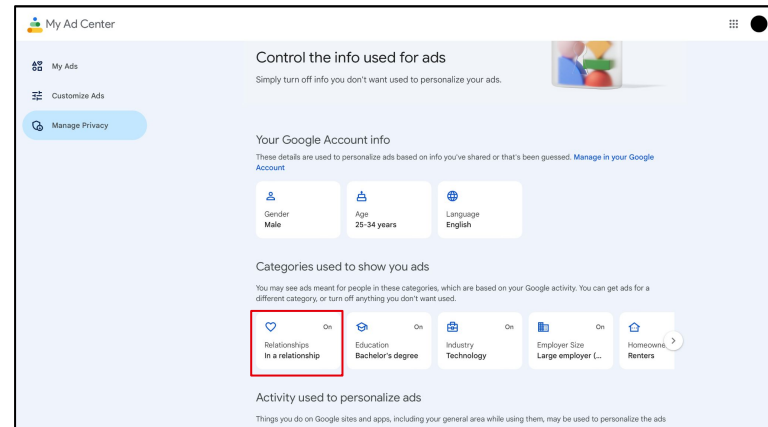 My Ad Center
My Ads
Customize Ads
Manage Privacy
Control the info used for ads
Simply turn off info you don't want used to personalize your ads.
Your Google Account info
These details are used to personalize ads based on info you've shared or that's been guessed. Manage in your Google
Account
Gender
Male
Age
25-34 years
Language
English
Categories used to show you ads
You may see ads meant for people in these categories, which are based on your Google activity. You can get ads for a
different category, or turn off anything you don't want used.
On
Relationships
In a relationship
On
Education
Bachelor's degree
On
Industry
Technology
On
Employer Size
Large employer (...
Homeowne
Renters
Activity used to personalize ads
Things you do on Google sites and apps, including your general area while using them, may be used to personalize the ads